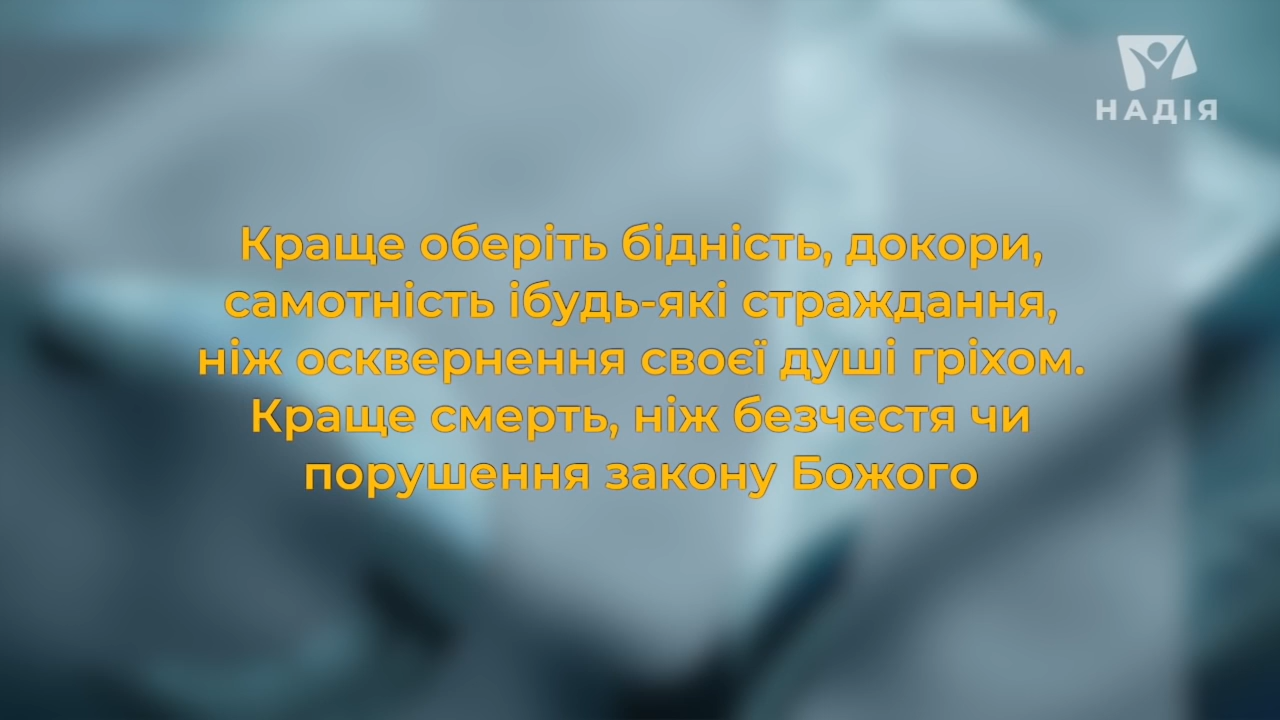 НАДІЯ
Краще оберіть бідність, докори,
самотність ібудь-які страждання,
ніж осквернення своєї душі гріхом.
Краще смерть, ніж безчестя чи
порушення закону Божого